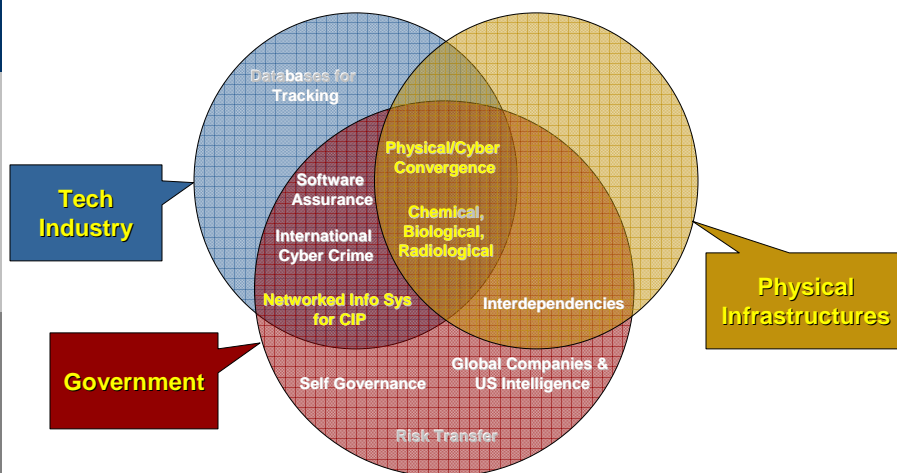 Databases for
Tracking
Physical/Cyber
Convergence
Software
Assurance
Tech
Industry
Chemical,
Biological,
Radiological
International
Cyber Crime
Networked Info Sys
for CIP
Interdependencies
Physical
Infrastructures
Government
Global Companies &
US Intelligence
Self Governance
Risk Transfer